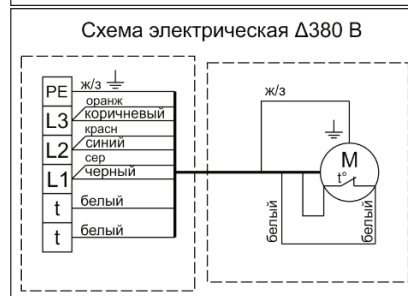 Схема электрическая Δ380 В
PE
ж/з
оранж
L3
коричневый
красн
L2
синий
сер
L1
черный
t
белый
t
белый
ж/з
M
t°
белый
белый